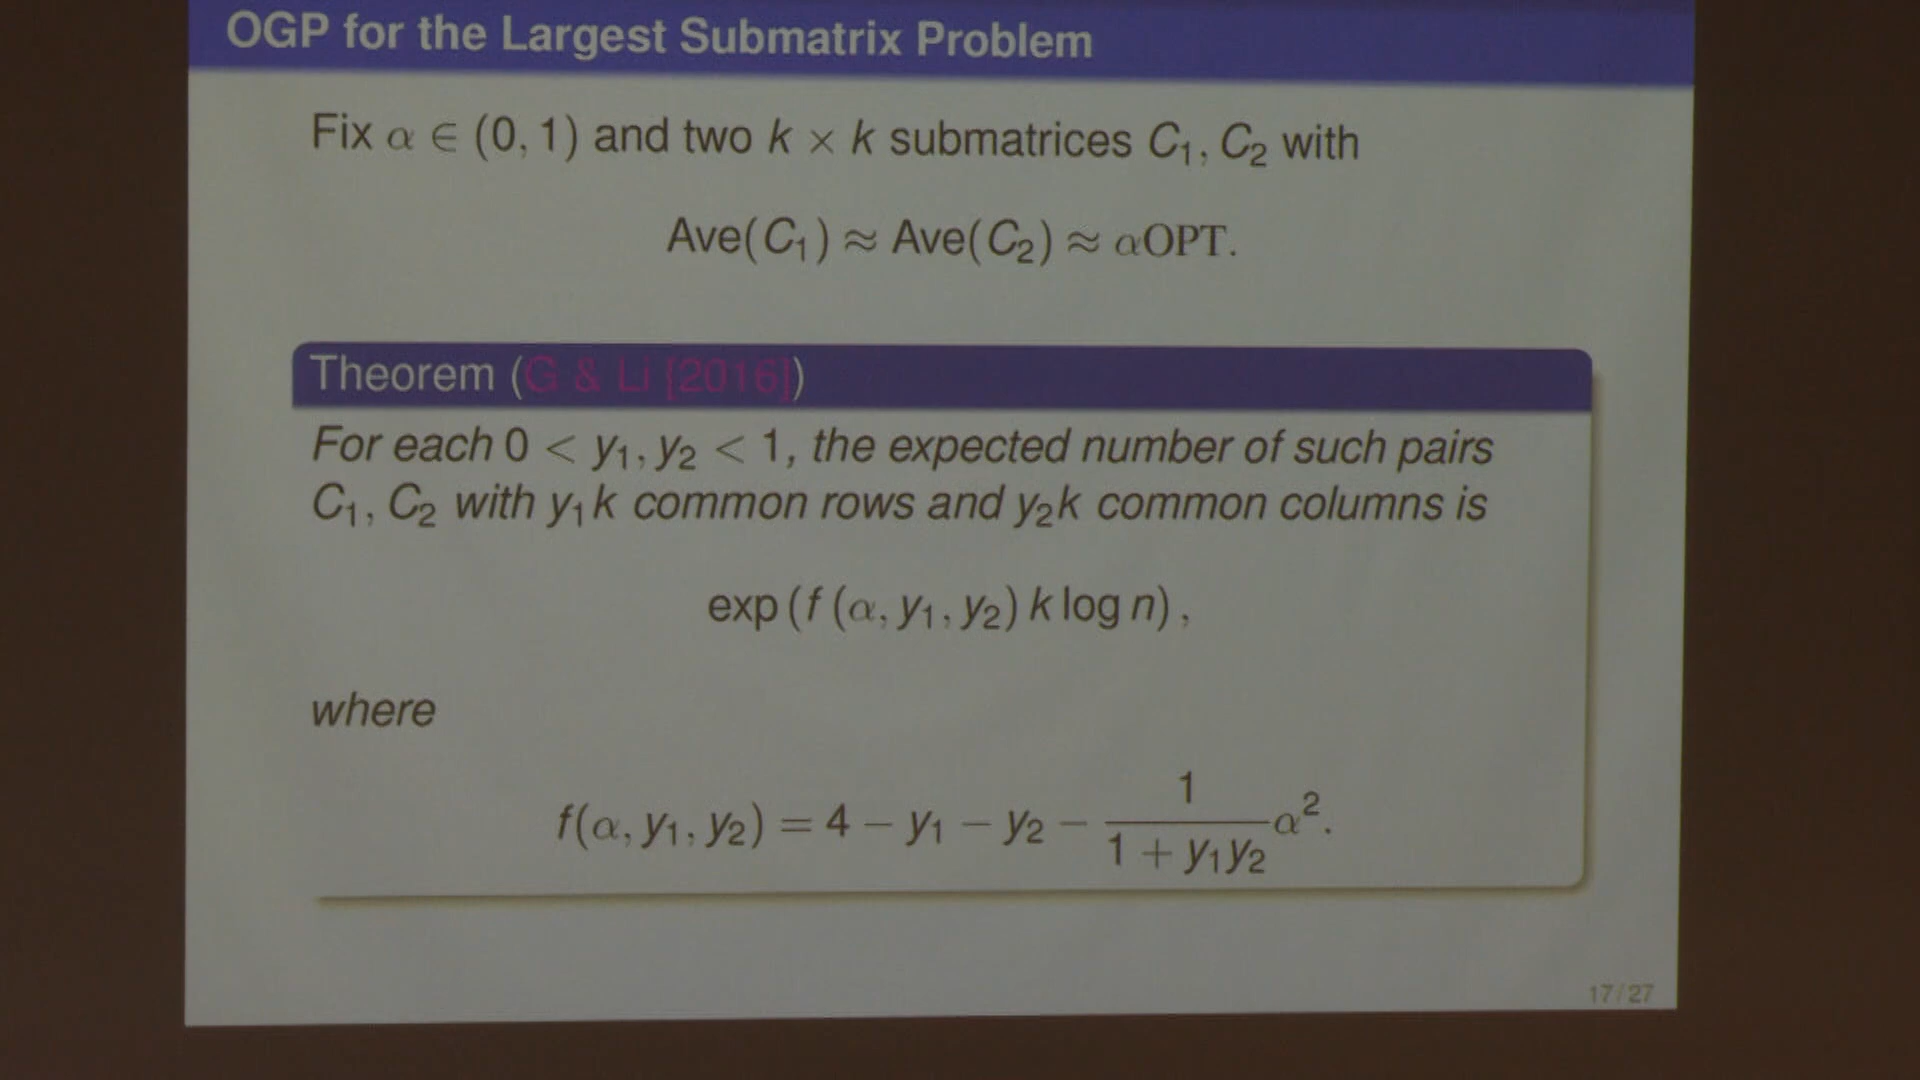 OGP for the Largest Submatrix Problem
Fix α ∈ (0, 1) and two k × k submatrices C₁, C₂ with
Ave(C₁) ≈ Ave(C₂) ≈ αOPT.
Theorem (G & Li [2016])
For each 0 < y₁, y₂ < 1, the expected number of such pairs
C₁, C₂ with y₁k common rows and y₂k common columns is
exp (f (α, y₁, y₂) k log n) ,
where
f(α, y₁, y₂) = 4 − y₁ − y₂ − 1/(1 + y₁y₂) α².
17/27